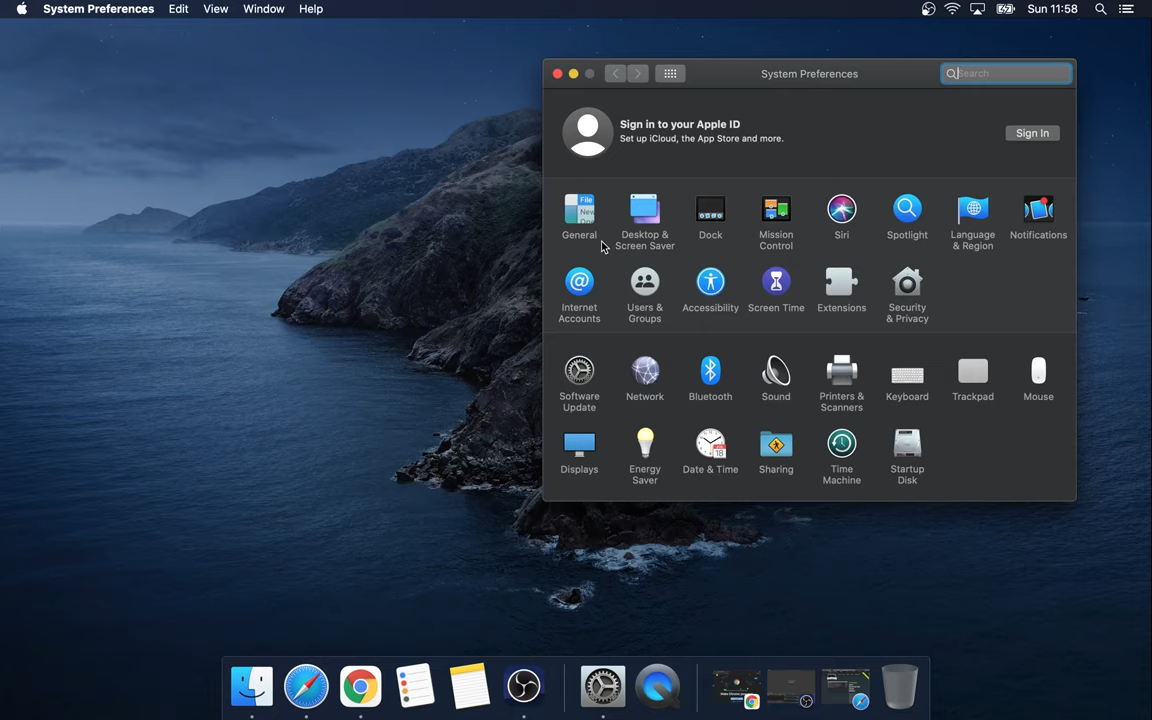 System Preferences Edit View Window Help Sun 11:58
System Preferences
Search
Sign in to your Apple ID
Set up iCloud, the App Store and more.
Sign In
File
New
General
Desktop &
Screen Saver
Dock
Mission
Control
Siri
Spotlight
Language
& Region
Notifications
Internet
Accounts
Users &
Groups
Accessibility
Screen Time
Extensions
Security
& Privacy
Software
Update
Network
Bluetooth
Sound
Printers &
Scanners
Keyboard
Trackpad
Mouse
18
Displays
Energy
Saver
Date & Time
Sharing
Time
Machine
Startup
Disk